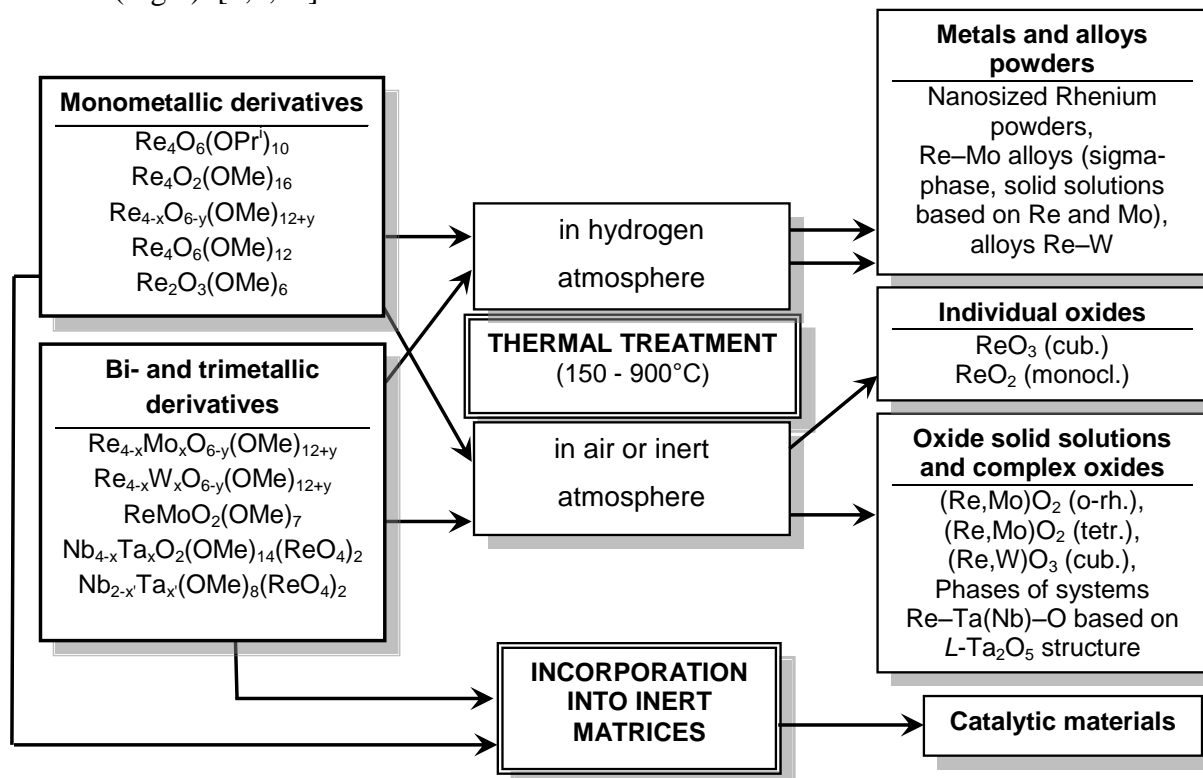 Monometallic derivatives
Re₄O₆(OPrⁱ)₁₀
Re₄O₂(OMe)₁₆
Re₄₋ₓO₆₋ᵧ(OMe)₁₂₊ᵧ
Re₄O₆(OMe)₁₂
Re₂O₃(OMe)₆
Bi- and trimetallic
derivatives
Re₄₋ₓMoₓO₆₋ᵧ(OMe)₁₂₊ᵧ
Re₄₋ₓWₓO₆₋ᵧ(OMe)₁₂₊ᵧ
ReMoO₂(OMe)₇
Nb₄₋ₓTaₓO₂(OMe)₁₄(ReO₄)₂
Nb₂₋ₓ'Taₓ'(OMe)₈(ReO₄)₂
in hydrogen
atmosphere
THERMAL TREATMENT
(150 - 900°C)
in air or inert
atmosphere
INCORPORATION
INTO INERT
MATRICES
Metals and alloys
powders
Nanosized Rhenium
powders,
Re–Mo alloys (sigma-
phase, solid solutions
based on Re and Mo),
alloys Re–W
Individual oxides
ReO₃ (cub.)
ReO₂ (monocl.)
Oxide solid solutions
and complex oxides
(Re,Mo)O₂ (o-rh.),
(Re,Mo)O₂ (tetr.),
(Re,W)O₃ (cub.),
Phases of systems
Re–Ta(Nb)–O based on
L-Ta₂O₅ structure
Catalytic materials